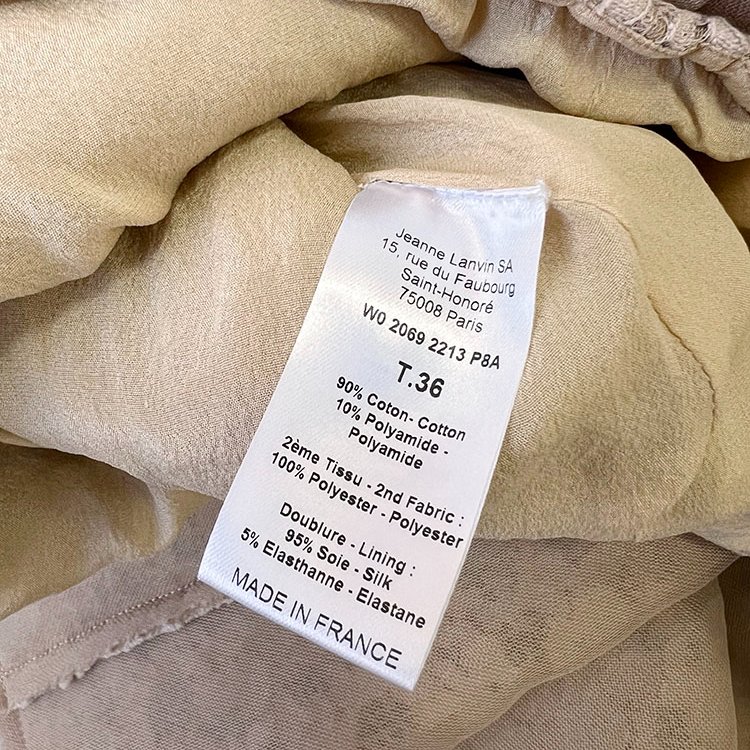 Jeanne Lanvin SA
15, rue du Faubourg
Saint-Honoré
75008 Paris
W0 2069 2213 P8A
T.36
90% Coton- Cotton
10% Polyamide -
Polyamide
2ème Tissu - 2nd Fabric :
100% Polyester - Polyester
Doublure - Lining :
95% Soie - Silk
5% Elasthanne - Elastane
MADE IN FRANCE